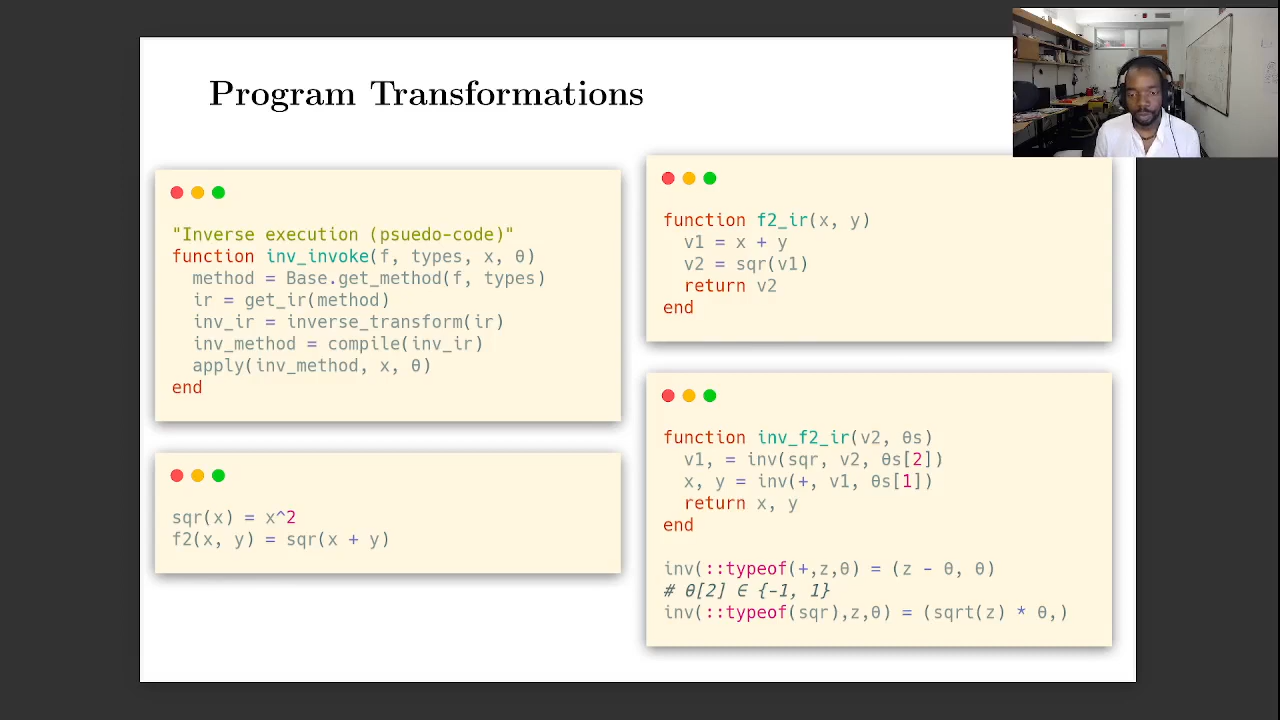 Program Transformations
"Inverse execution (psuedo-code)"
function inv_invoke(f, types, x, θ)
  method = Base.get_method(f, types)
  ir = get_ir(method)
  inv_ir = inverse_transform(ir)
  inv_method = compile(inv_ir)
  apply(inv_method, x, θ)
end
sqr(x) = x^2
f2(x, y) = sqr(x + y)
function f2_ir(x, y)
  v1 = x + y
  v2 = sqr(v1)
  return v2
end
function inv_f2_ir(v2, θs)
  v1, = inv(sqr, v2, θs[2])
  x, y = inv(+, v1, θs[1])
  return x, y
end
inv(::typeof(+,z,θ) = (z - θ, θ)
# θ[2] ∈ {-1, 1}
inv(::typeof(sqr),z,θ) = (sqrt(z) * θ,)